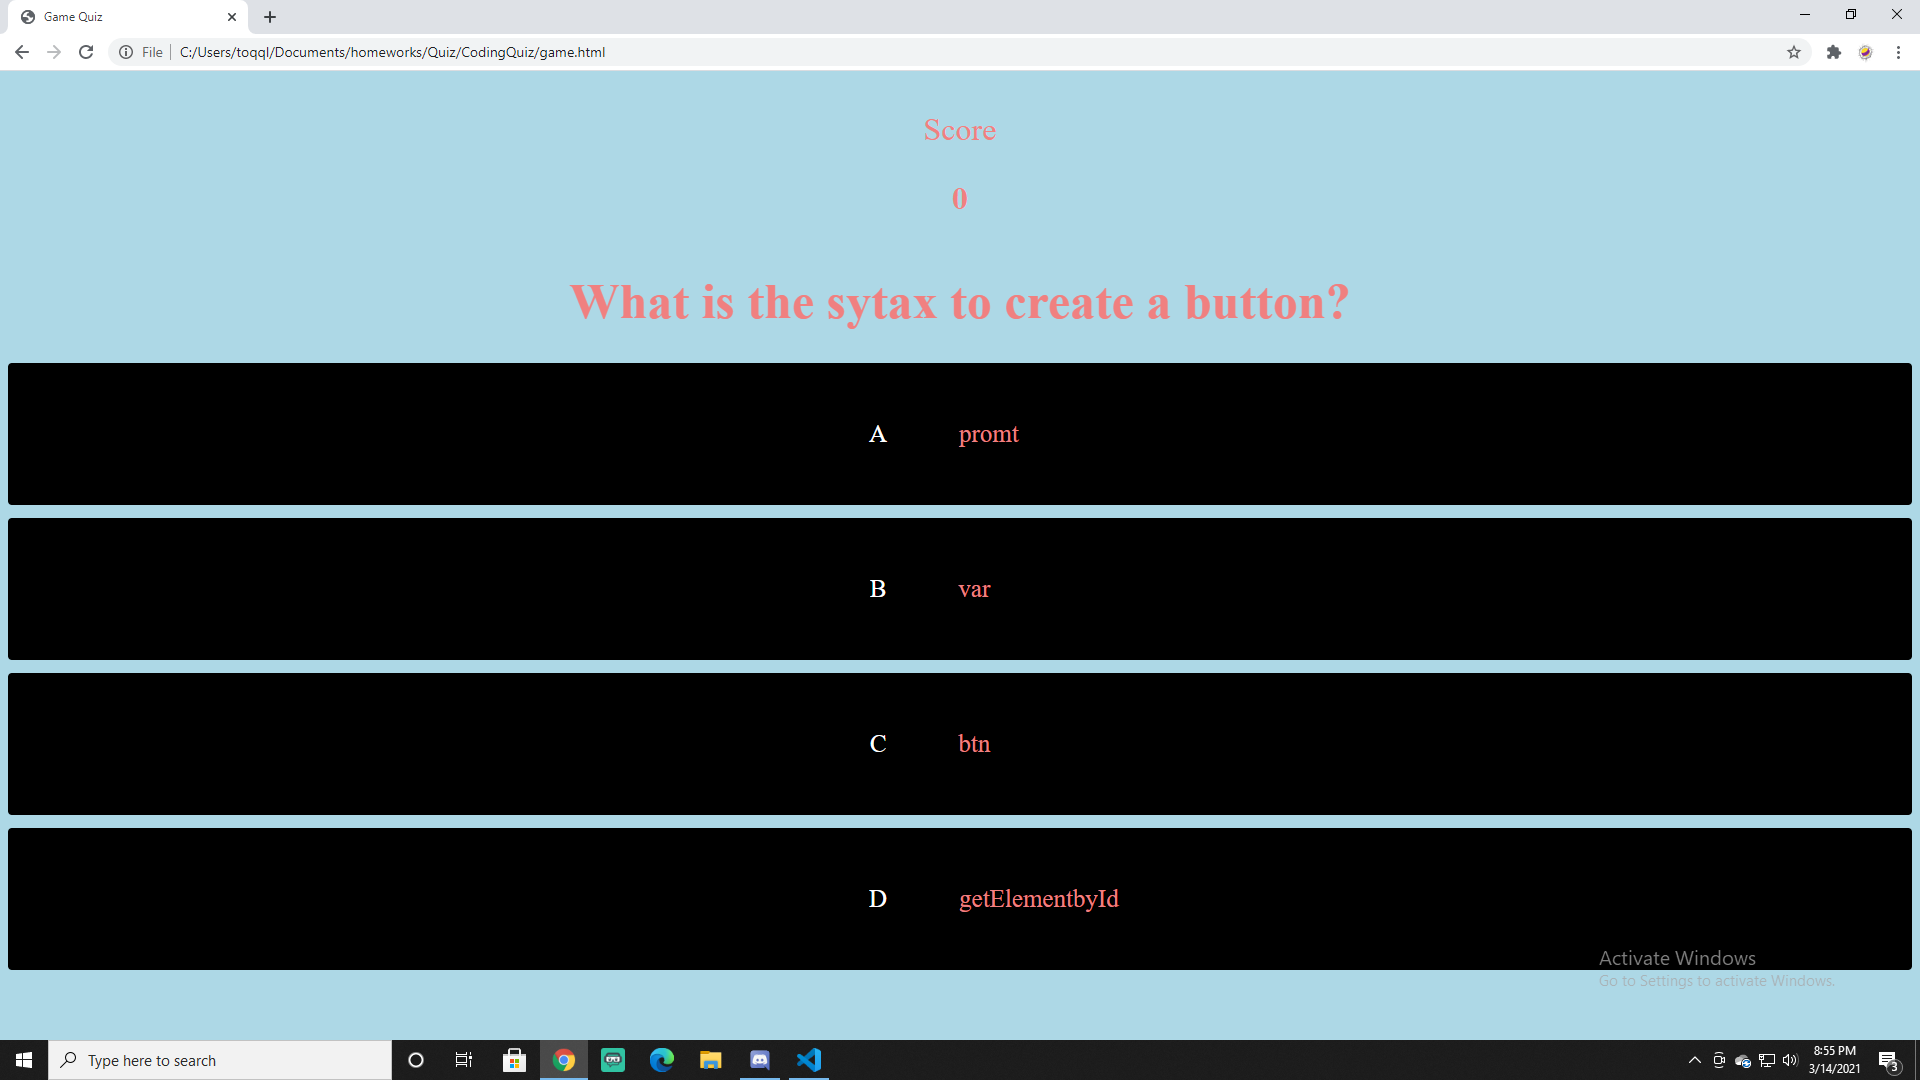 Game Quiz
File
C:/Users/toqql/Documents/homeworks/Quiz/CodingQuiz/game.html
Score
0
What is the sytax to create a button?
A promt
B var
C btn
D getElementbyId
Activate Windows
Go to Settings to activate Windows.
Type here to search
8:55 PM
3/14/2021
3